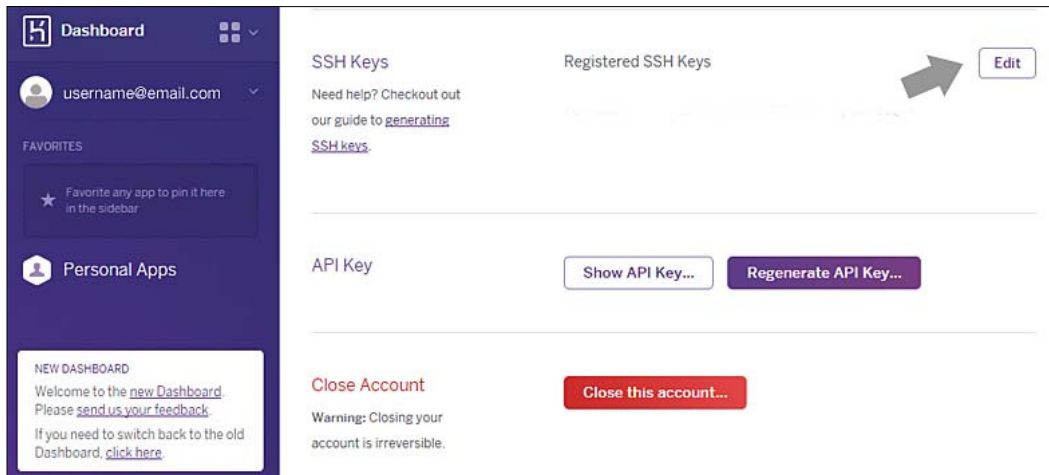 Dashboard
username@email.com
FAVORITES
Favorite any app to pin it here
in the sidebar
Personal Apps
NEW DASHBOARD
Welcome to the new Dashboard.
Please send us your feedback.
If you need to switch back to the old
Dashboard, click here.
SSH Keys
Need help? Checkout out
our guide to generating
SSH keys.
Registered SSH Keys
Edit
API Key
Show API Key...
Regenerate API Key...
Close Account
Warning: Closing your
account is irreversible.
Close this account...